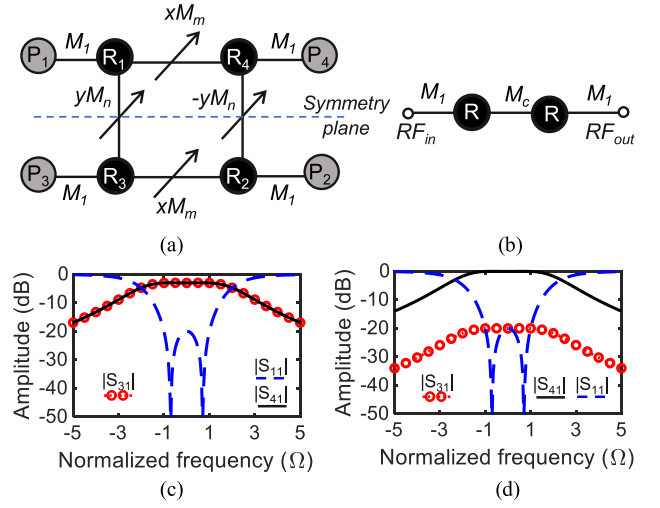 xM_m
P_1 M_1 R_1 R_4 M_1 P_4
yM_n -yM_n
Symmetry
plane
P_3 M_1 R_3 R_2 M_1 P_2
xM_m
(a)
M_1 M_c M_1
R R
RF_in RF_out
(b)
Amplitude (dB)
0
-10
-20
-30
-40
-50
|S_31|
|S_11|
|S_41|
-5 -3 -1 1 3 5
Normalized frequency (Ω)
(c)
Amplitude (dB)
0
-10
-20
-30
-40
-50
|S_31|
|S_41| |S_11|
-5 -3 -1 1 3 5
Normalized frequency (Ω)
(d)